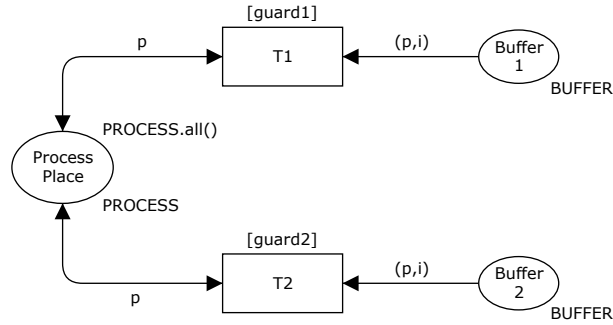 [guard1]
p
T1
(p,i)
Buffer
1
BUFFER
PROCESS.all()
Process
Place
PROCESS
[guard2]
p
T2
(p,i)
Buffer
2
BUFFER